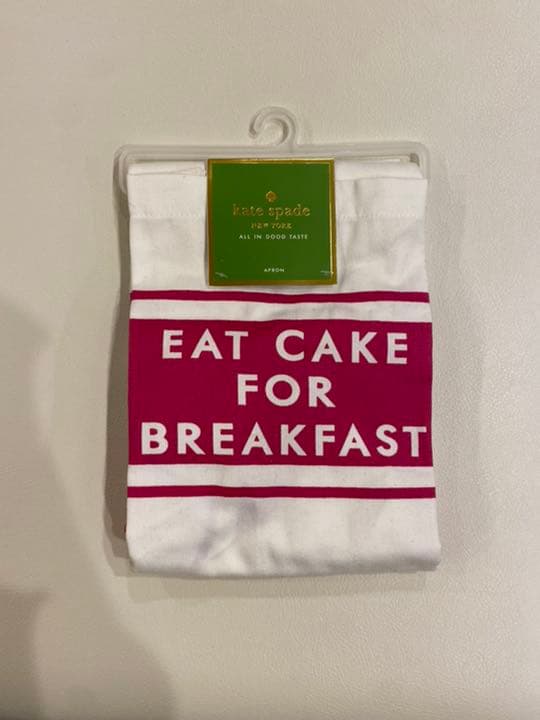 kate spade
NEW YORK
ALL IN GOOD TASTE
APRON
EAT CAKE
FOR
BREAKFAST